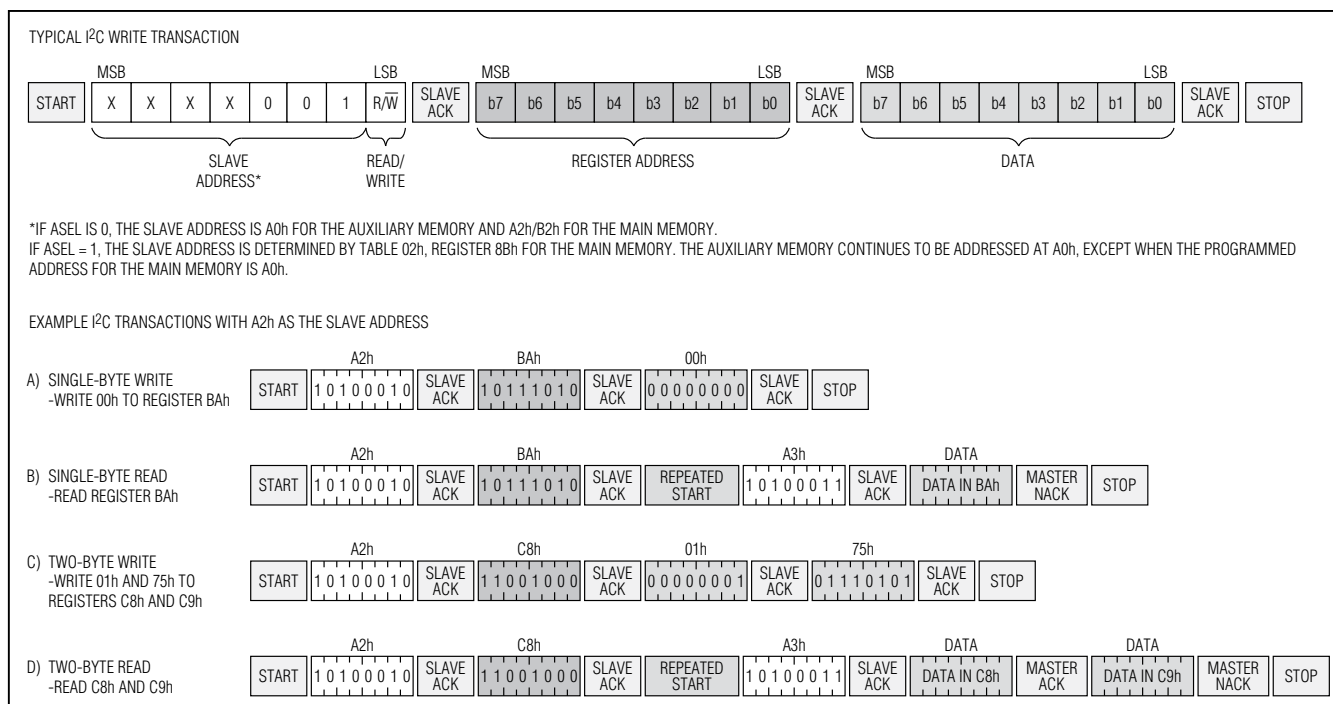 TYPICAL I2C WRITE TRANSACTION
MSB LSB MSB LSB MSB LSB
START X X X X 0 0 1 R/W̅ SLAVE ACK b7 b6 b5 b4 b3 b2 b1 b0 SLAVE ACK b7 b6 b5 b4 b3 b2 b1 b0 SLAVE ACK STOP
SLAVE ADDRESS* READ/WRITE REGISTER ADDRESS DATA
*IF ASEL IS 0, THE SLAVE ADDRESS IS A0h FOR THE AUXILIARY MEMORY AND A2h/B2h FOR THE MAIN MEMORY.
IF ASEL = 1, THE SLAVE ADDRESS IS DETERMINED BY TABLE 02h, REGISTER 8Bh FOR THE MAIN MEMORY. THE AUXILIARY MEMORY CONTINUES TO BE ADDRESSED AT A0h, EXCEPT WHEN THE PROGRAMMED
ADDRESS FOR THE MAIN MEMORY IS A0h.
EXAMPLE I2C TRANSACTIONS WITH A2h AS THE SLAVE ADDRESS
A2h BAh 00h
A) SINGLE-BYTE WRITE
-WRITE 00h TO REGISTER BAh
START 1 0 1 0 0 0 1 0 SLAVE ACK 1 0 1 1 1 0 1 0 SLAVE ACK 0 0 0 0 0 0 0 0 SLAVE ACK STOP
A2h BAh A3h DATA
B) SINGLE-BYTE READ
-READ REGISTER BAh
START 1 0 1 0 0 0 1 0 SLAVE ACK 1 0 1 1 1 0 1 0 SLAVE ACK REPEATED START 1 0 1 0 0 0 1 1 SLAVE ACK DATA IN BAh MASTER NACK STOP
A2h C8h 01h 75h
C) TWO-BYTE WRITE
-WRITE 01h AND 75h TO
REGISTERS C8h AND C9h
START 1 0 1 0 0 0 1 0 SLAVE ACK 1 1 0 0 1 0 0 0 SLAVE ACK 0 0 0 0 0 0 0 1 SLAVE ACK 0 1 1 1 0 1 0 1 SLAVE ACK STOP
A2h C8h A3h DATA DATA
D) TWO-BYTE READ
-READ C8h AND C9h
START 1 0 1 0 0 0 1 0 SLAVE ACK 1 1 0 0 1 0 0 0 SLAVE ACK REPEATED START 1 0 1 0 0 0 1 1 SLAVE ACK DATA IN C8h MASTER ACK DATA IN C9h MASTER NACK STOP